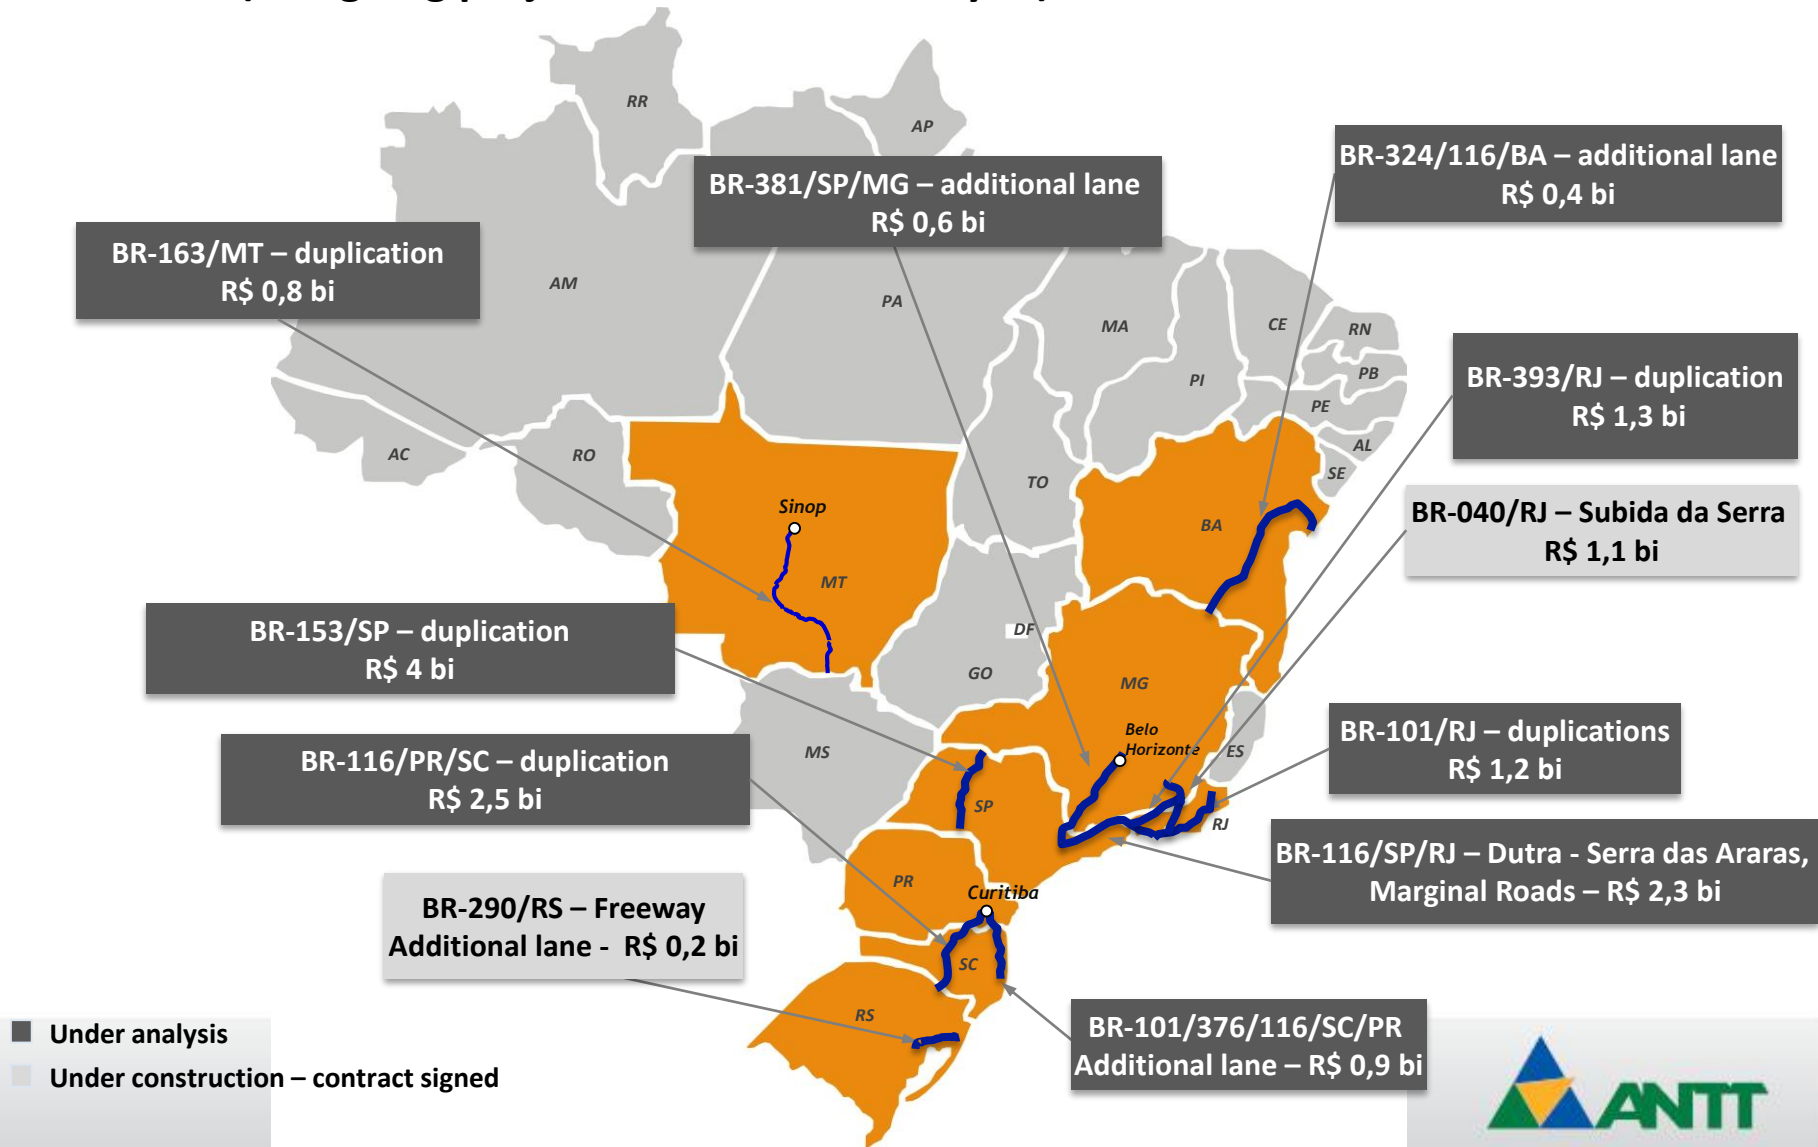 RR
AP
BR-324/116/BA – additional lane
R$ 0,4 bi
BR-381/SP/MG – additional lane
R$ 0,6 bi
BR-163/MT – duplication
R$ 0,8 bi
AM
PA
MA
PI
CE
RN
PB
PE
AL
SE
BR-393/RJ – duplication
R$ 1,3 bi
AC
RO
TO
BA
BR-040/RJ – Subida da Serra
R$ 1,1 bi
Sinop
MT
DF
GO
MG
BR-153/SP – duplication
R$ 4 bi
BR-116/PR/SC – duplication
R$ 2,5 bi
MS
Belo
Horizonte
ES
BR-101/RJ – duplications
R$ 1,2 bi
SP
RJ
BR-116/SP/RJ – Dutra - Serra das Araras,
Marginal Roads – R$ 2,3 bi
PR
Curitiba
BR-290/RS – Freeway
Additional lane - R$ 0,2 bi
SC
RS
BR-101/376/116/SC/PR
Additional lane – R$ 0,9 bi
Under analysis
Under construction – contract signed
ANTT